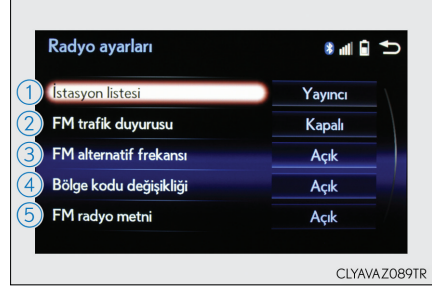 Radyo ayarları
1 İstasyon listesi Yayıncı
2 FM trafik duyurusu Kapalı
3 FM alternatif frekansı Açık
4 Bölge kodu değişikliği Açık
5 FM radyo metni Açık
CLYAVAZ089TR